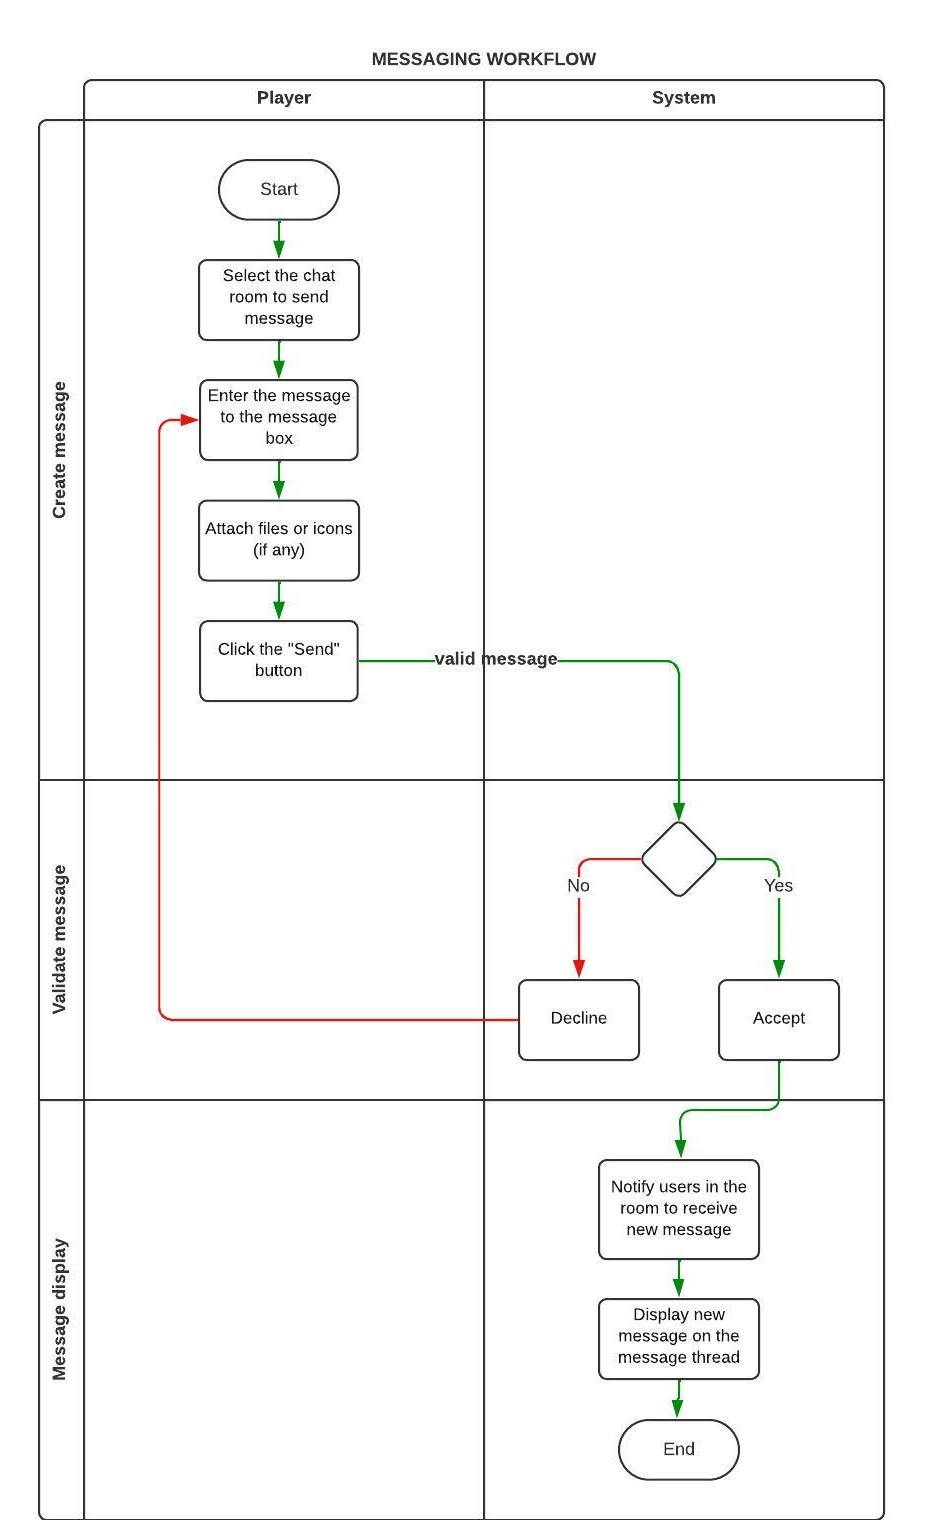 MESSAGING WORKFLOW
Player
System
Create message
Start
Select the chat
room to send
message
Enter the message
to the message
box
Attach files or icons
(if any)
Click the "Send"
button
valid message
Validate message
No
Yes
Decline
Accept
Message display
Notify users in the
room to receive
new message
Display new
message on the
message thread
End